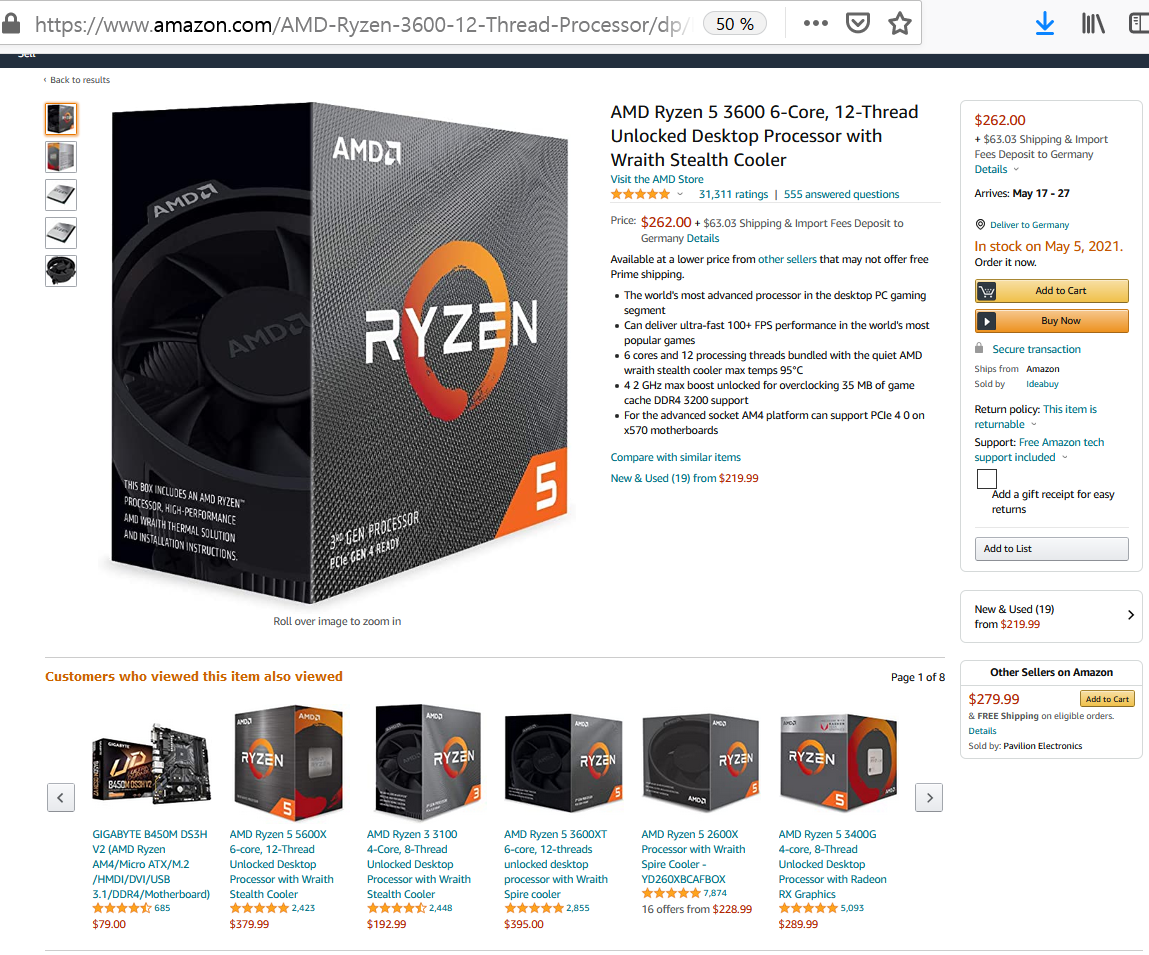 https://www.amazon.com/AMD-Ryzen-3600-12-Thread-Processor/dp/
50 %
Sell
‹ Back to results
AMD
AMD
AMD
RYZEN
5
THIS BOX INCLUDES AN AMD RYZEN™
PROCESSOR, HIGH-PERFORMANCE
AMD WRAITH THERMAL SOLUTION
AND INSTALLATION INSTRUCTIONS.
3RD GEN PROCESSOR
PCIe GEN 4 READY
Roll over image to zoom in
AMD Ryzen 5 3600 6-Core, 12-Thread
Unlocked Desktop Processor with
Wraith Stealth Cooler
Visit the AMD Store
31,311 ratings | 555 answered questions
Price: $262.00 + $63.03 Shipping & Import Fees Deposit to
Germany Details
Available at a lower price from other sellers that may not offer free
Prime shipping.
• The world's most advanced processor in the desktop PC gaming
segment
• Can deliver ultra-fast 100+ FPS performance in the world's most
popular games
• 6 cores and 12 processing threads bundled with the quiet AMD
wraith stealth cooler max temps 95°C
• 4 2 GHz max boost unlocked for overclocking 35 MB of game
cache DDR4 3200 support
• For the advanced socket AM4 platform can support PCIe 4 0 on
x570 motherboards
Compare with similar items
New & Used (19) from $219.99
$262.00
+ $63.03 Shipping & Import
Fees Deposit to Germany
Details
Arrives: May 17 - 27
Deliver to Germany
In stock on May 5, 2021.
Order it now.
Add to Cart
Buy Now
Secure transaction
Ships from Amazon
Sold by Ideabuy
Return policy: This item is
returnable
Support: Free Amazon tech
support included
Add a gift receipt for easy
returns
Add to List
New & Used (19)
from $219.99
Other Sellers on Amazon
$279.99
Add to Cart
& FREE Shipping on eligible orders.
Details
Sold by: Pavilion Electronics
Customers who viewed this item also viewed
Page 1 of 8
GIGABYTE
B450M DS3H V2
AMD
RYZEN
5
AMD
RYZEN
3
AMD
RYZEN
5
RYZEN
AMD
5
AMD
RYZEN
5
GIGABYTE B450M DS3H
V2 (AMD Ryzen
AM4/Micro ATX/M.2
/HMDI/DVI/USB
3.1/DDR4/Motherboard)
685
$79.00
AMD Ryzen 5 5600X
6-core, 12-Thread
Unlocked Desktop
Processor with Wraith
Stealth Cooler
2,423
$379.99
AMD Ryzen 3 3100
4-Core, 8-Thread
Unlocked Desktop
Processor with Wraith
Stealth Cooler
2,448
$192.99
AMD Ryzen 5 3600XT
6-core, 12-threads
unlocked desktop
processor with Wraith
Spire cooler
2,855
$395.00
AMD Ryzen 5 2600X
Processor with Wraith
Spire Cooler -
YD260XBCAFBOX
7,874
16 offers from $228.99
AMD Ryzen 5 3400G
4-core, 8-Thread
Unlocked Desktop
Processor with Radeon
RX Graphics
5,093
$289.99